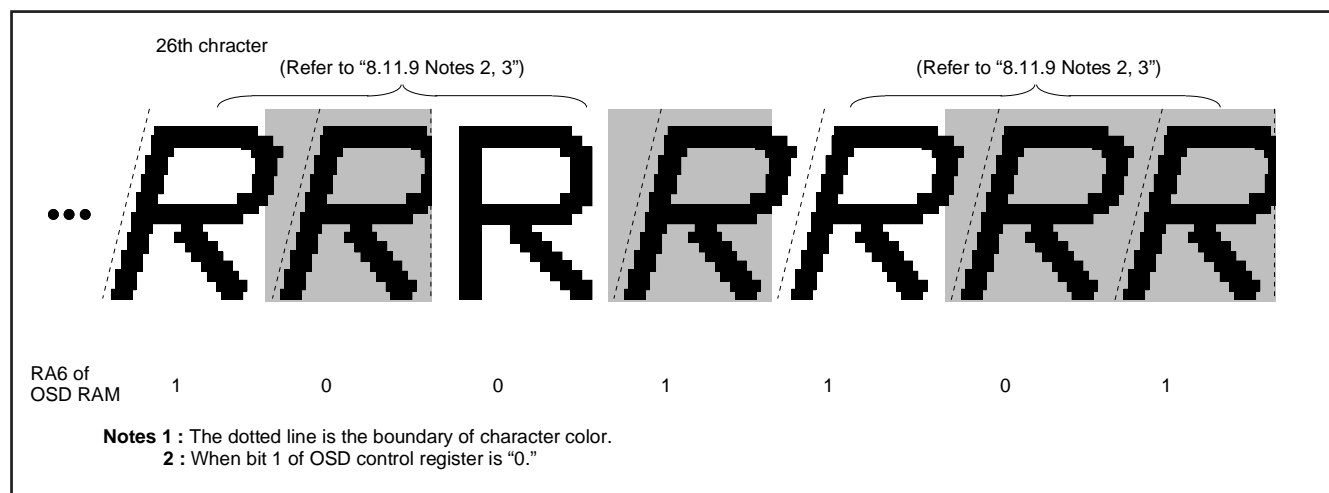 26th chracter
(Refer to “8.11.9 Notes 2, 3”) (Refer to “8.11.9 Notes 2, 3”)
••• R R R R R R R
RA6 of
OSD RAM 1 0 0 1 1 0 1
Notes 1 : The dotted line is the boundary of character color.
2 : When bit 1 of OSD control register is “0.”